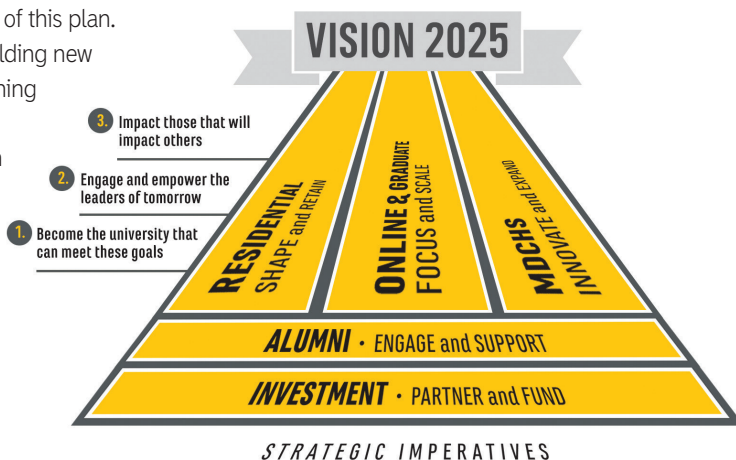 of this plan.
lding new
ning
VISION 2025
3. Impact those that will
impact others
2. Engage and empower the
leaders of tomorrow
1. Become the university that
can meet these goals
RESIDENTIAL
SHAPE and RETAIN
ONLINE & GRADUATE
FOCUS and SCALE
MDCHS
INNOVATE and EXPAND
ALUMNI · ENGAGE and SUPPORT
INVESTMENT · PARTNER and FUND
STRATEGIC IMPERATIVES